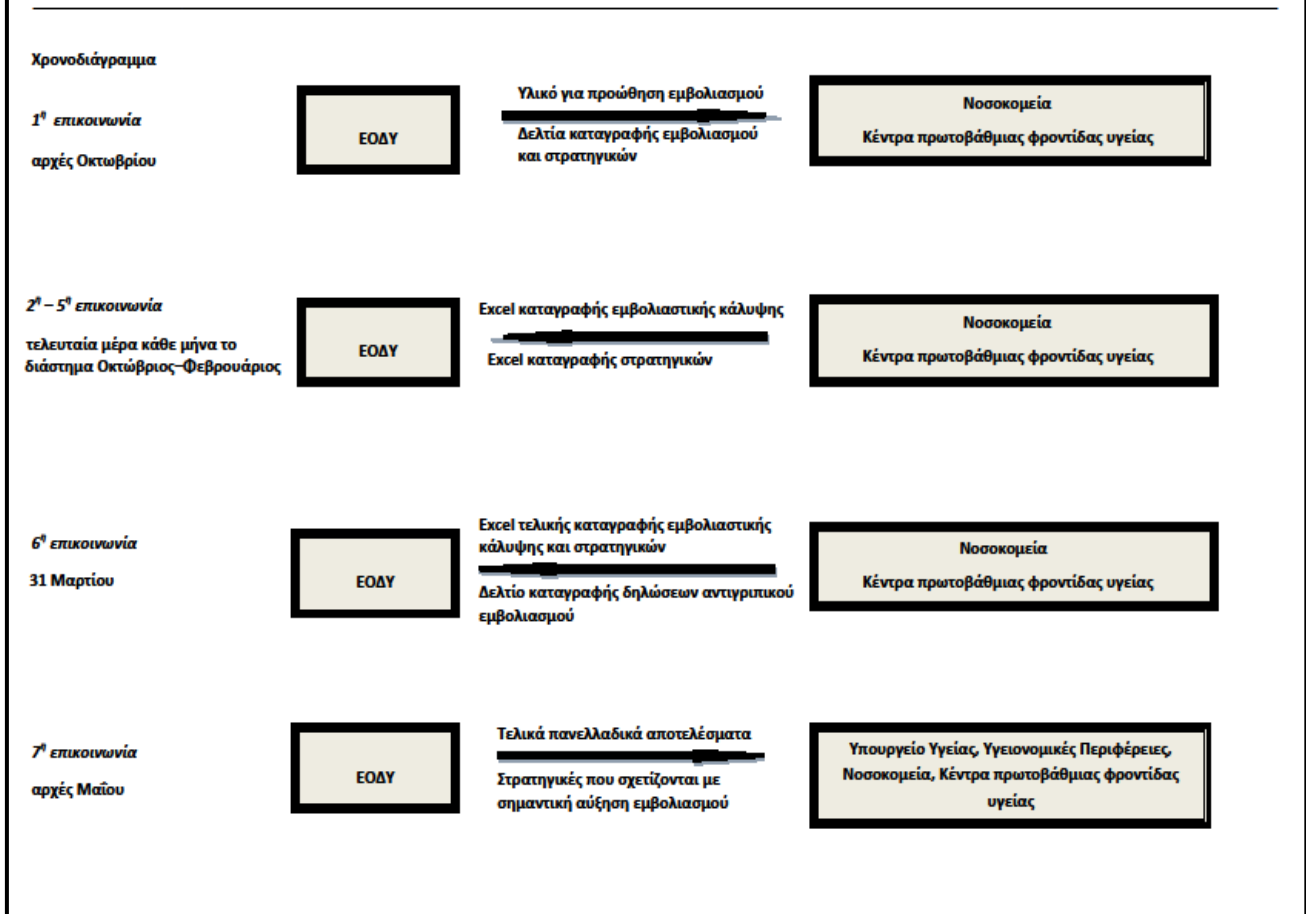 Χρονοδιάγραμμα
1η επικοινωνία
αρχές Οκτωβρίου
ΕΟΔΥ
Υλικό για προώθηση εμβολιασμού
Δελτία καταγραφής εμβολιασμού
και στρατηγικών
Νοσοκομεία
Κέντρα πρωτοβάθμιας φροντίδας υγείας
2η – 5η επικοινωνία
τελευταία μέρα κάθε μήνα το
διάστημα Οκτώβριος–Φεβρουάριος
ΕΟΔΥ
Excel καταγραφής εμβολιαστικής κάλυψης
Excel καταγραφής στρατηγικών
Νοσοκομεία
Κέντρα πρωτοβάθμιας φροντίδας υγείας
6η επικοινωνία
31 Μαρτίου
ΕΟΔΥ
Excel τελικής καταγραφής εμβολιαστικής
κάλυψης και στρατηγικών
Δελτίο καταγραφής δηλώσεων αντιγριπικού
εμβολιασμού
Νοσοκομεία
Κέντρα πρωτοβάθμιας φροντίδας υγείας
7η επικοινωνία
αρχές Μαΐου
ΕΟΔΥ
Τελικά πανελλαδικά αποτελέσματα
Στρατηγικές που σχετίζονται με
σημαντική αύξηση εμβολιασμού
Υπουργείο Υγείας, Υγειονομικές Περιφέρειες,
Νοσοκομεία, Κέντρα πρωτοβάθμιας φροντίδας
υγείας